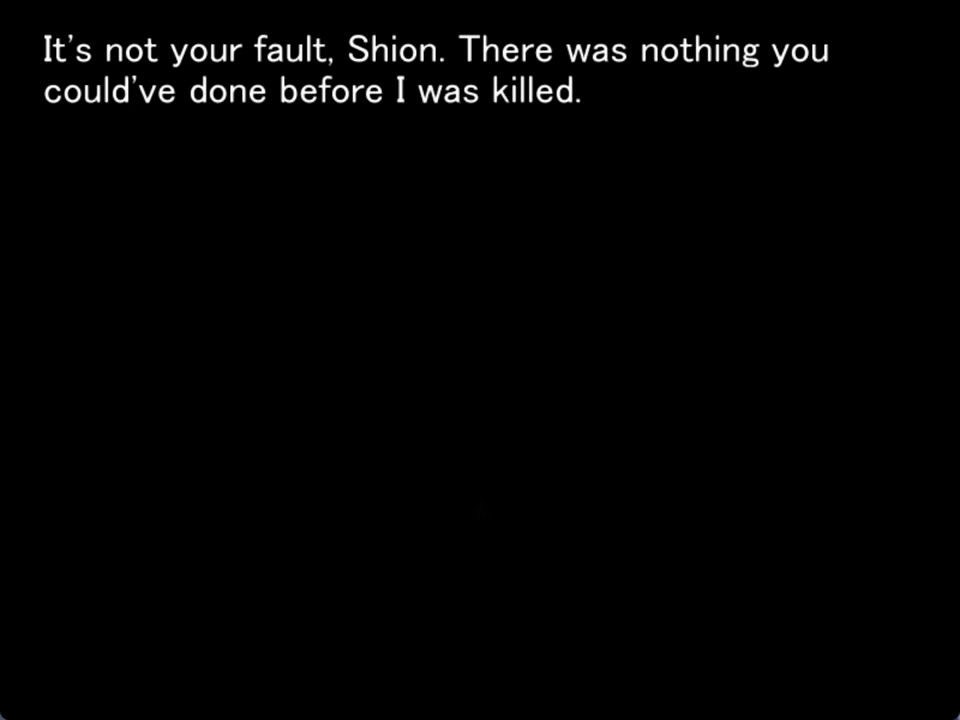 It's not your fault, Shion. There was nothing you
could've done before I was killed.